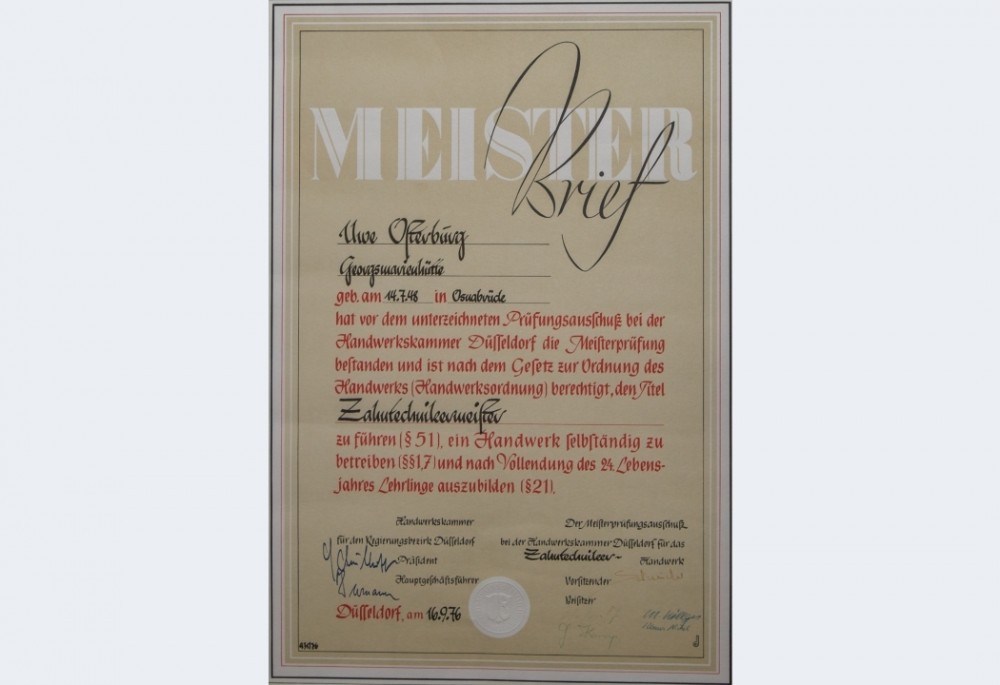 MEISTER
Brief
Uwe Osterburg
Georgsmarienhütte
geb. am 14.7.48 in Osnabrück
hat vor dem unterzeichneten Prüfungsausschuß bei der
Handwerkskammer Düsseldorf die Meisterprüfung
bestanden und ist nach dem Gesetz zur Ordnung des
Handwerks (Handwerksordnung) berechtigt, den Titel
Zahntechnikermeister
zu führen (§ 51), ein Handwerk selbständig zu
betreiben (§§1,7) und nach Vollendung des 24. Lebens-
jahres Lehrlinge auszubilden (§21).
Handwerkskammer
für den Regierungsbezirk Düsseldorf
Präsident
Hauptgeschäftsführer
Düsseldorf, am 16.9.76
Der Meisterprüfungsausschuß
bei der Handwerkskammer Düsseldorf für das
Zahntechniker- Handwerk
Vorsitzender
Beisitzer